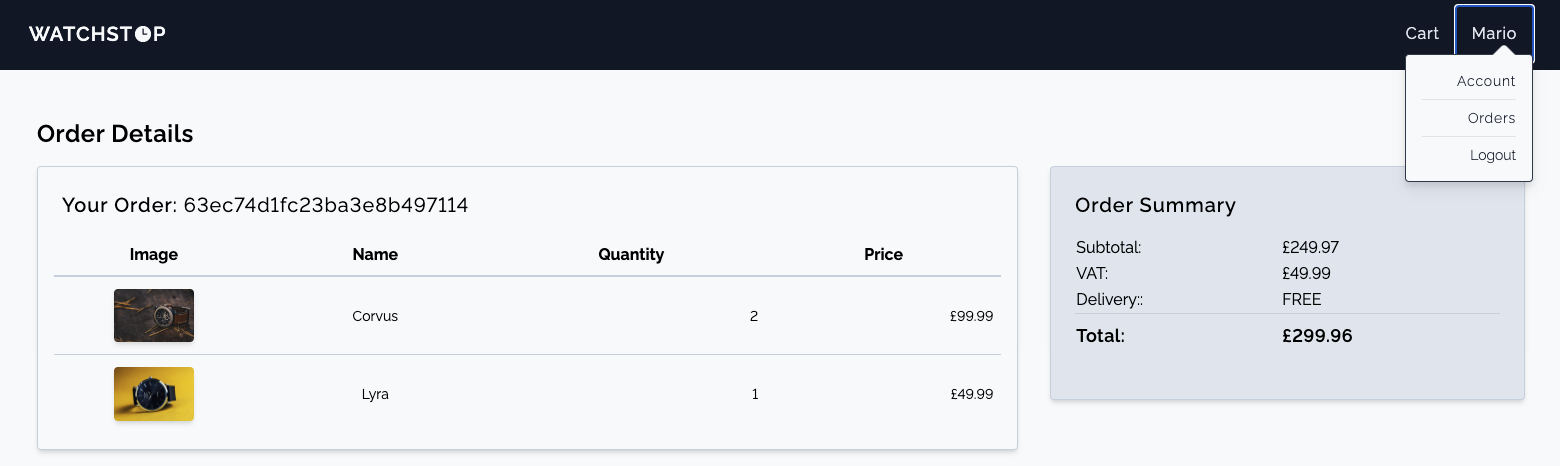 WATCHSTOP
Cart
Mario
Account
Orders
Logout
Order Details
Your Order: 63ec74d1fc23ba3e8b497114
Image Name Quantity Price
Corvus 2 £99.99
Lyra 1 £49.99
Order Summary
Subtotal: £249.97
VAT: £49.99
Delivery:: FREE
Total: £299.96